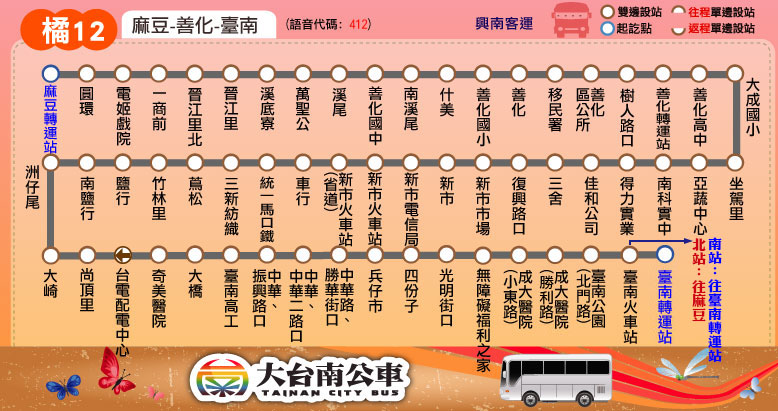 橘12
麻豆-善化-臺南
(語音代碼: 412)
興南客運
雙邊設站
往程單邊設站
起訖點
返程單邊設站
麻豆轉運站
圓環
電姬戲院
一商前
晉江里北
晉江里
溪底寮
萬聖公
溪尾
善化國中
南溪尾
什美
善化國小
善化
移民署
善化區公所
樹人路口
善化轉運站
善化高中
大成國小
坐駕里
亞蔬中心
南科實中
得力實業
佳和公司
三舍
復興路口
新市市場
新市
新市電信局
新市火車站
新市火車站(省道)
車行
統一馬口鐵
三新紡織
蔦松
竹林里
鹽行
南鹽行
洲仔尾
大崎
尚頂里
台電配電中心
奇美醫院
大橋
臺南高工
中華、振興路口
中華、中華二路口
中華路、勝華街口
兵仔市
四份子
光明街口
無障礙福利之家
成大醫院(小東路)
成大醫院(勝利路)
臺南公園(北門路)
臺南火車站
臺南轉運站
南站：往臺南轉運站
北站：往麻豆
大台南公車
TAINAN CITY BUS